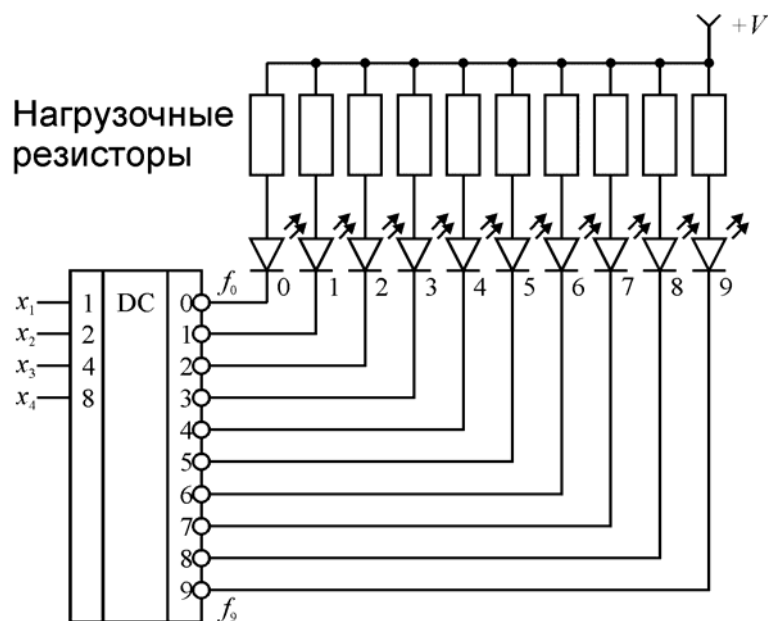 +V
Нагрузочные
резисторы
f₀ 0 1 2 3 4 5 6 7 8 9
x₁ 1 DC 0
x₂ 2 1
x₃ 4 2
x₄ 8 3
4
5
6
7
8
9
f₉